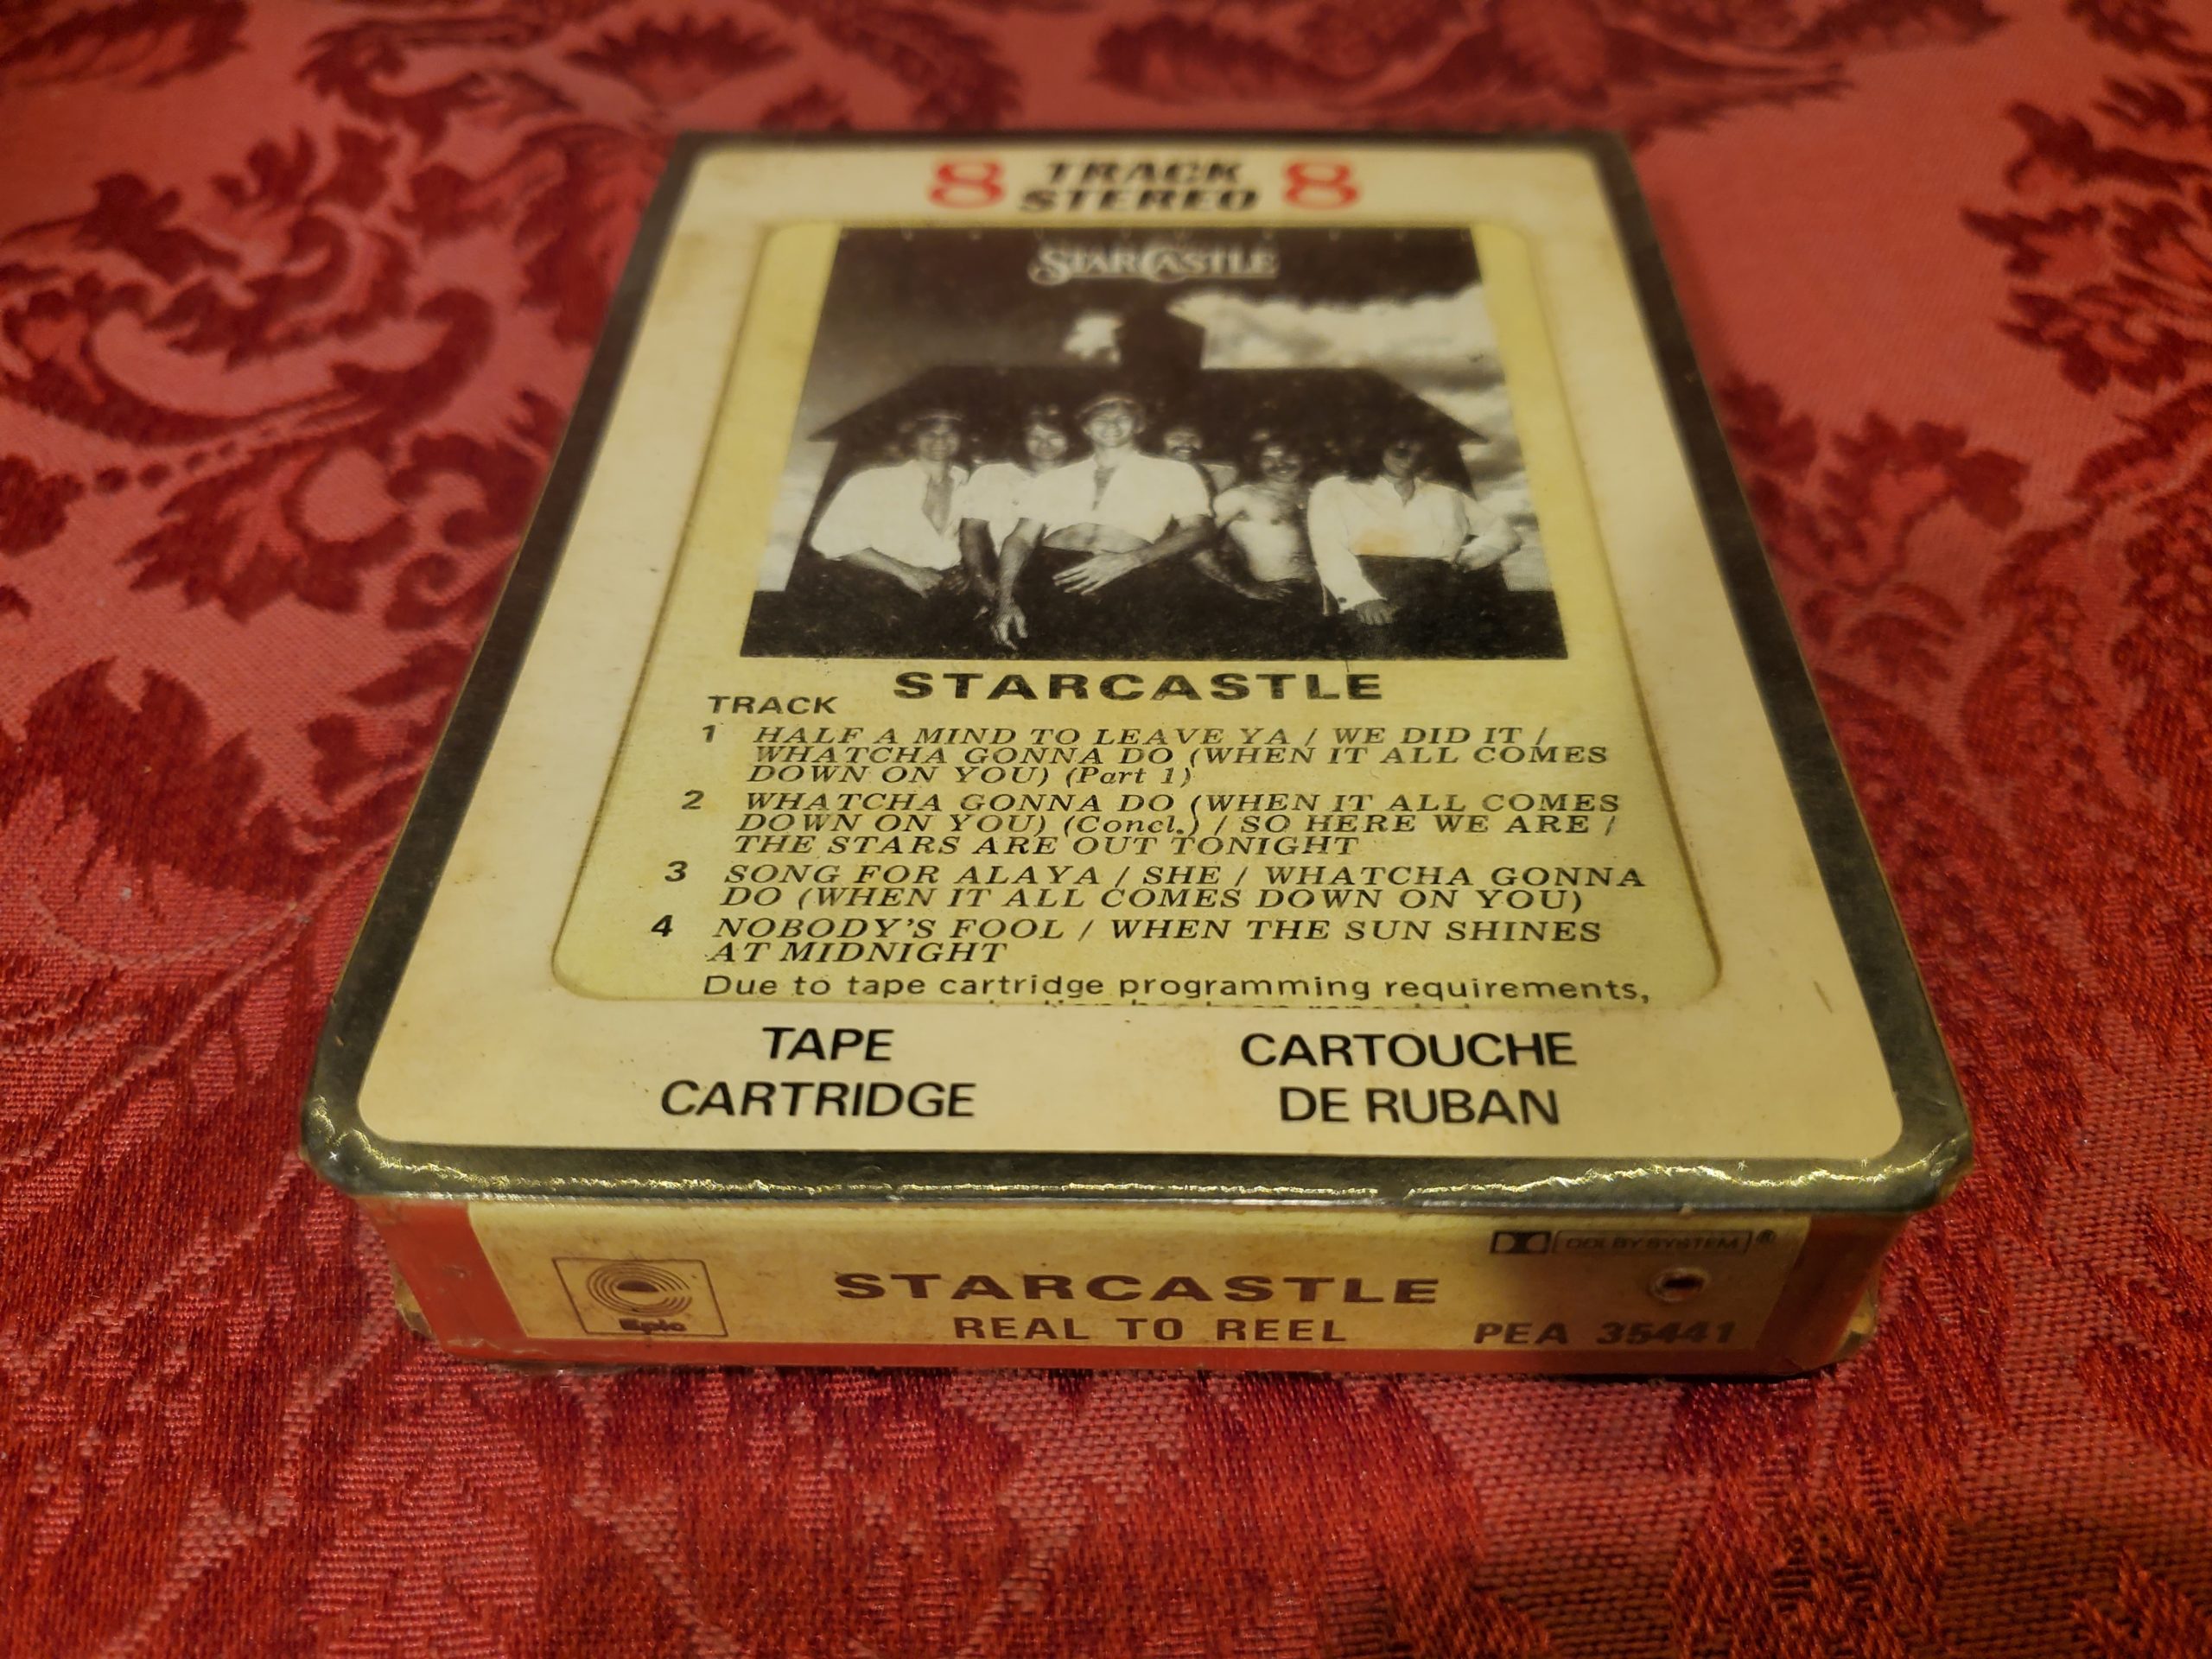 8 TRACK STEREO 8
STARCASTLE
STARCASTLE
TRACK
1 HALF A MIND TO LEAVE YA / WE DID IT /
WHATCHA GONNA DO (WHEN IT ALL COMES
DOWN ON YOU) (Part 1)
2 WHATCHA GONNA DO (WHEN IT ALL COMES
DOWN ON YOU) (Concl.) / SO HERE WE ARE /
THE STARS ARE OUT TONIGHT
3 SONG FOR ALAYA / SHE / WHATCHA GONNA
DO (WHEN IT ALL COMES DOWN ON YOU)
4 NOBODY'S FOOL / WHEN THE SUN SHINES
AT MIDNIGHT
Due to tape cartridge programming requirements,
TAPE
CARTRIDGE
CARTOUCHE
DE RUBAN
DOLBY SYSTEM®
Epic
STARCASTLE
REAL TO REEL
PEA 35441